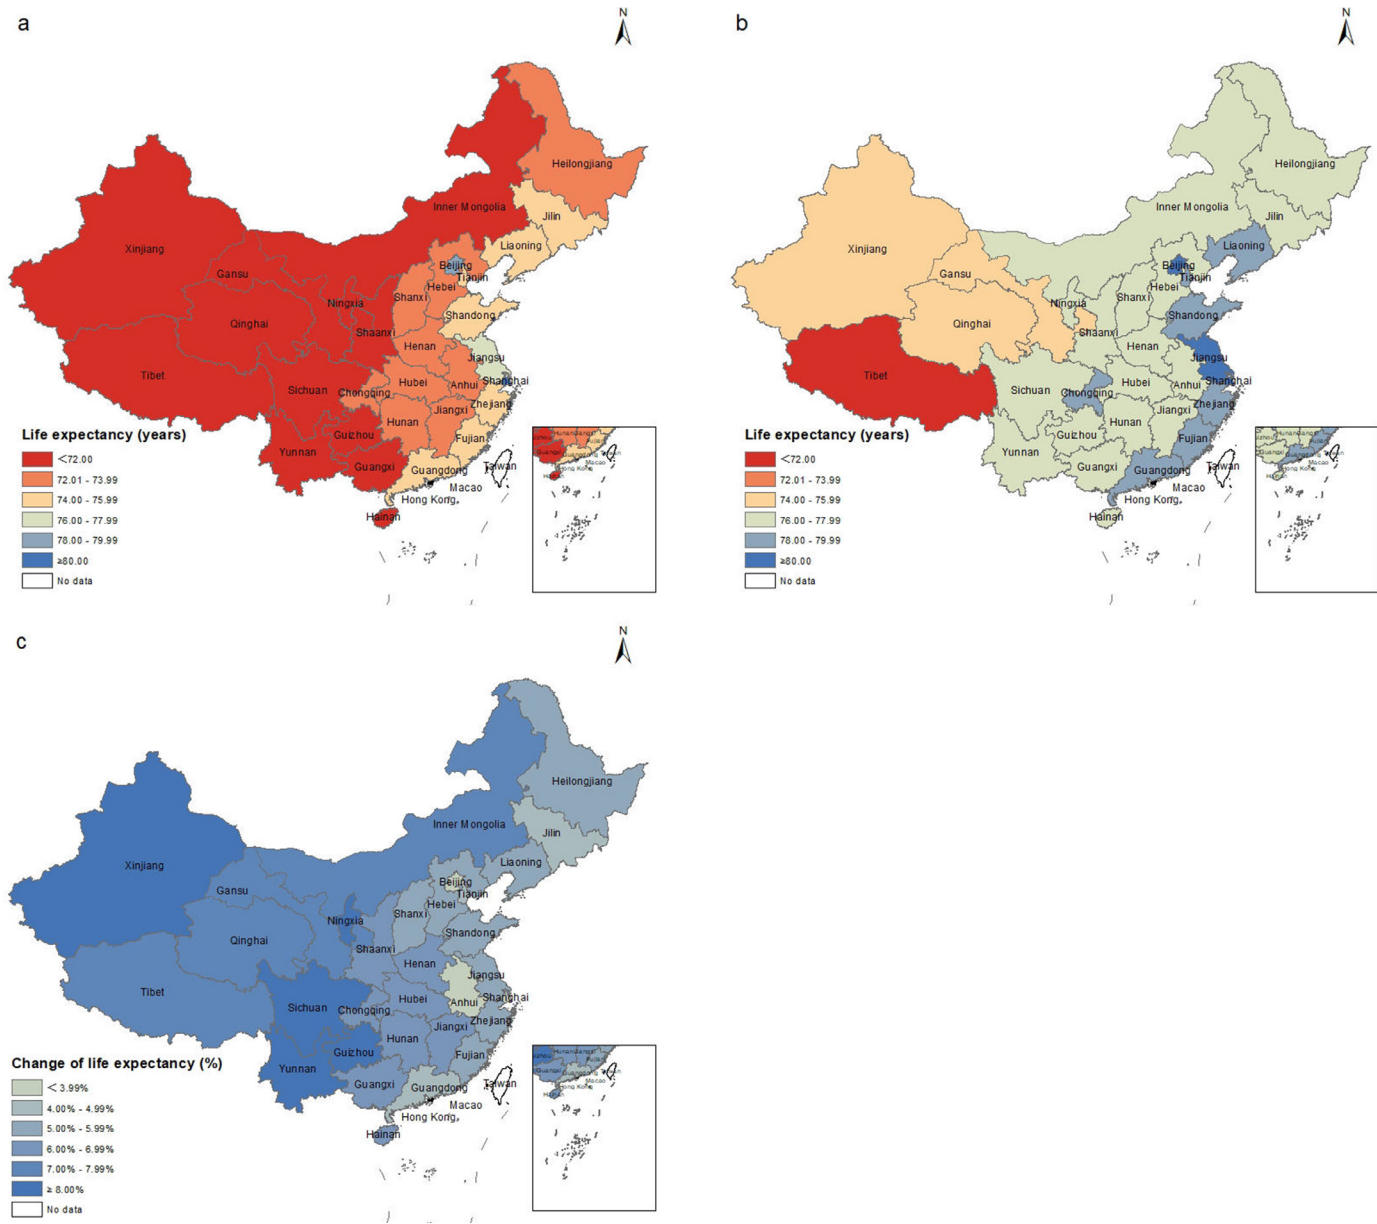 a
N
Heilongjiang
Inner Mongolia
Jilin
Xinjiang
Liaoning
Gansu
Beijing
Tianjin
Hebei
Ningxia
Shanxi
Shandong
Qinghai
Shaanxi
Henan
Jiangsu
Tibet
Sichuan
Hubei
Shanghai
Chongqing
Anhui
Zhejiang
Hunan
Jiangxi
Guizhou
Fujian
Yunnan
Guangxi
Guangdong
Taiwan
Macao
Hong Kong
Hainan
Life expectancy (years)
<72.00
72.01 - 73.99
74.00 - 75.99
76.00 - 77.99
78.00 - 79.99
≥80.00
No data
b
N
Heilongjiang
Inner Mongolia
Jilin
Xinjiang
Liaoning
Gansu
Beijing
Tianjin
Hebei
Ningxia
Shanxi
Shandong
Qinghai
Shaanxi
Henan
Jiangsu
Tibet
Sichuan
Hubei
Shanghai
Chongqing
Anhui
Zhejiang
Hunan
Jiangxi
Guizhou
Fujian
Yunnan
Guangxi
Guangdong
Taiwan
Macao
Hong Kong
Hainan
Life expectancy (years)
<72.00
72.01 - 73.99
74.00 - 75.99
76.00 - 77.99
78.00 - 79.99
≥80.00
No data
c
N
Heilongjiang
Inner Mongolia
Jilin
Xinjiang
Liaoning
Gansu
Beijing
Tianjin
Hebei
Ningxia
Shanxi
Shandong
Qinghai
Shaanxi
Henan
Jiangsu
Tibet
Sichuan
Hubei
Shanghai
Chongqing
Anhui
Zhejiang
Hunan
Jiangxi
Guizhou
Fujian
Yunnan
Guangxi
Guangdong
Taiwan
Macao
Hong Kong
Hainan
Change of life expectancy (%)
< 3.99%
4.00% - 4.99%
5.00% - 5.99%
6.00% - 6.99%
7.00% - 7.99%
≥ 8.00%
No data